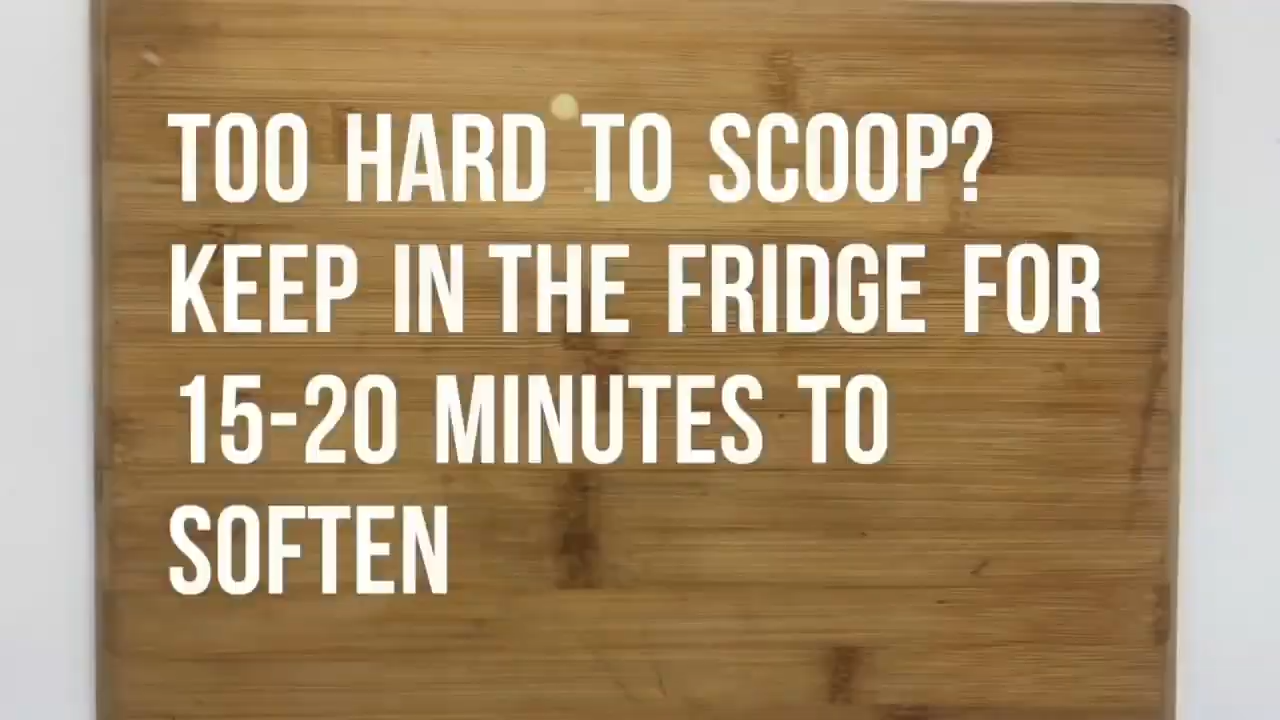 TOO HARD TO SCOOP?
KEEP IN THE FRIDGE FOR
15-20 MINUTES TO
SOFTEN